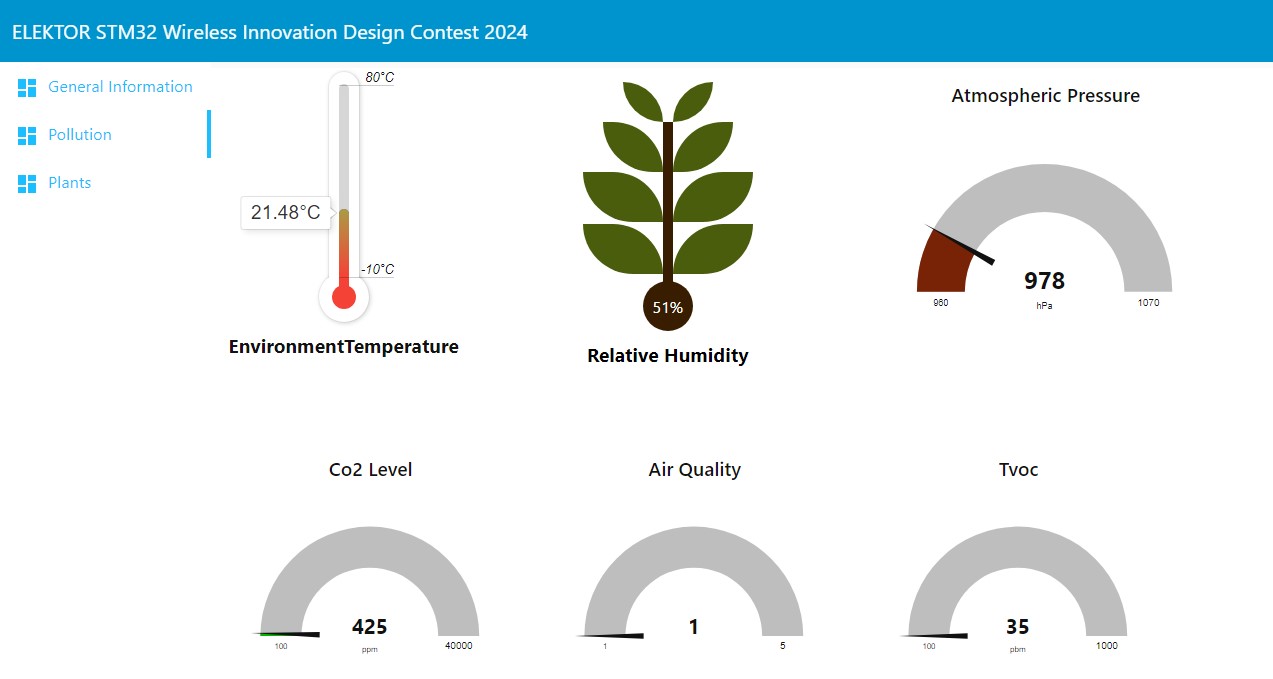 ELEKTOR STM32 Wireless Innovation Design Contest 2024
General Information
Pollution
Plants
80°C
21.48°C
-10°C
EnvironmentTemperature
51%
Relative Humidity
Atmospheric Pressure
978
960
hPa
1070
Co2 Level
425
100
ppm
40000
Air Quality
1
1
5
Tvoc
35
100
pbm
1000